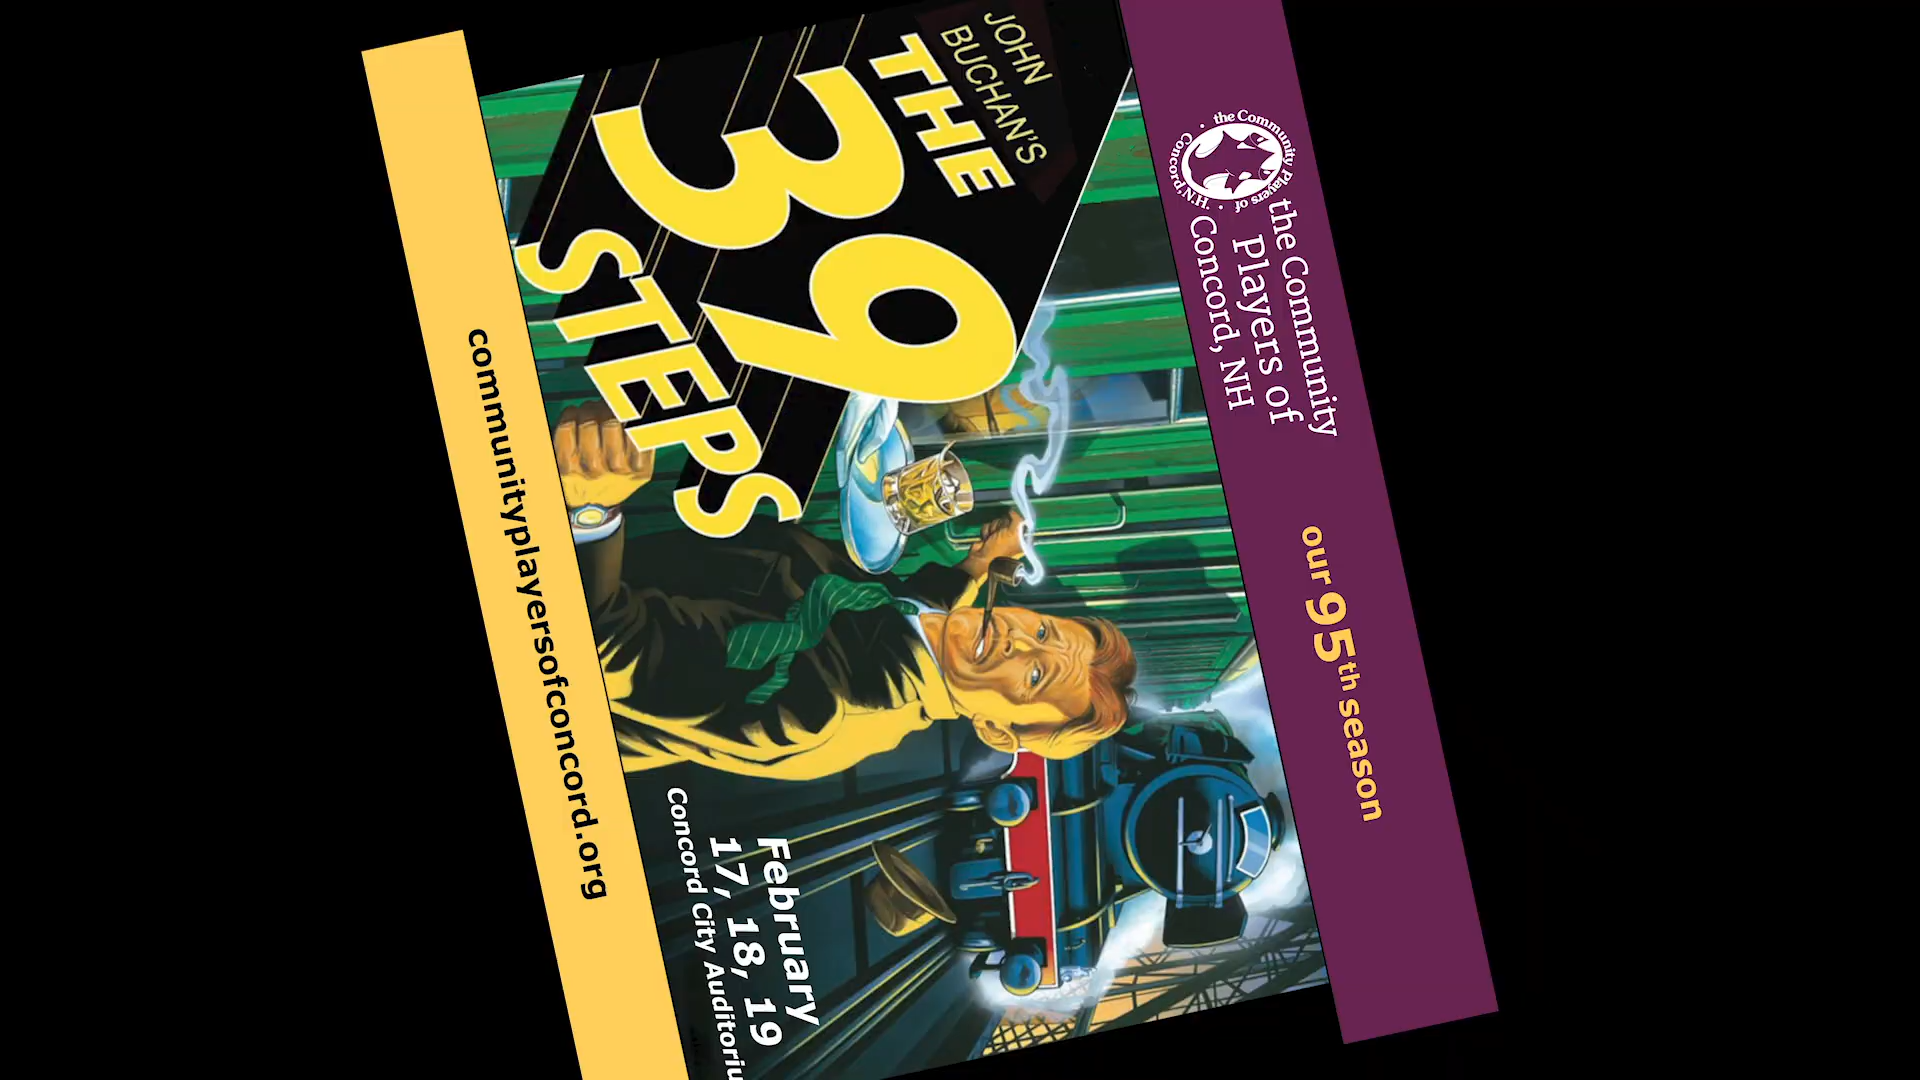 the Community Players of
Concord, N.H.
the Community
Players of
Concord, NH
our 95th season
JOHN
BUCHAN'S
THE
39
STEPS
February
17, 18, 19
Concord City
communityplayersofconcord.org